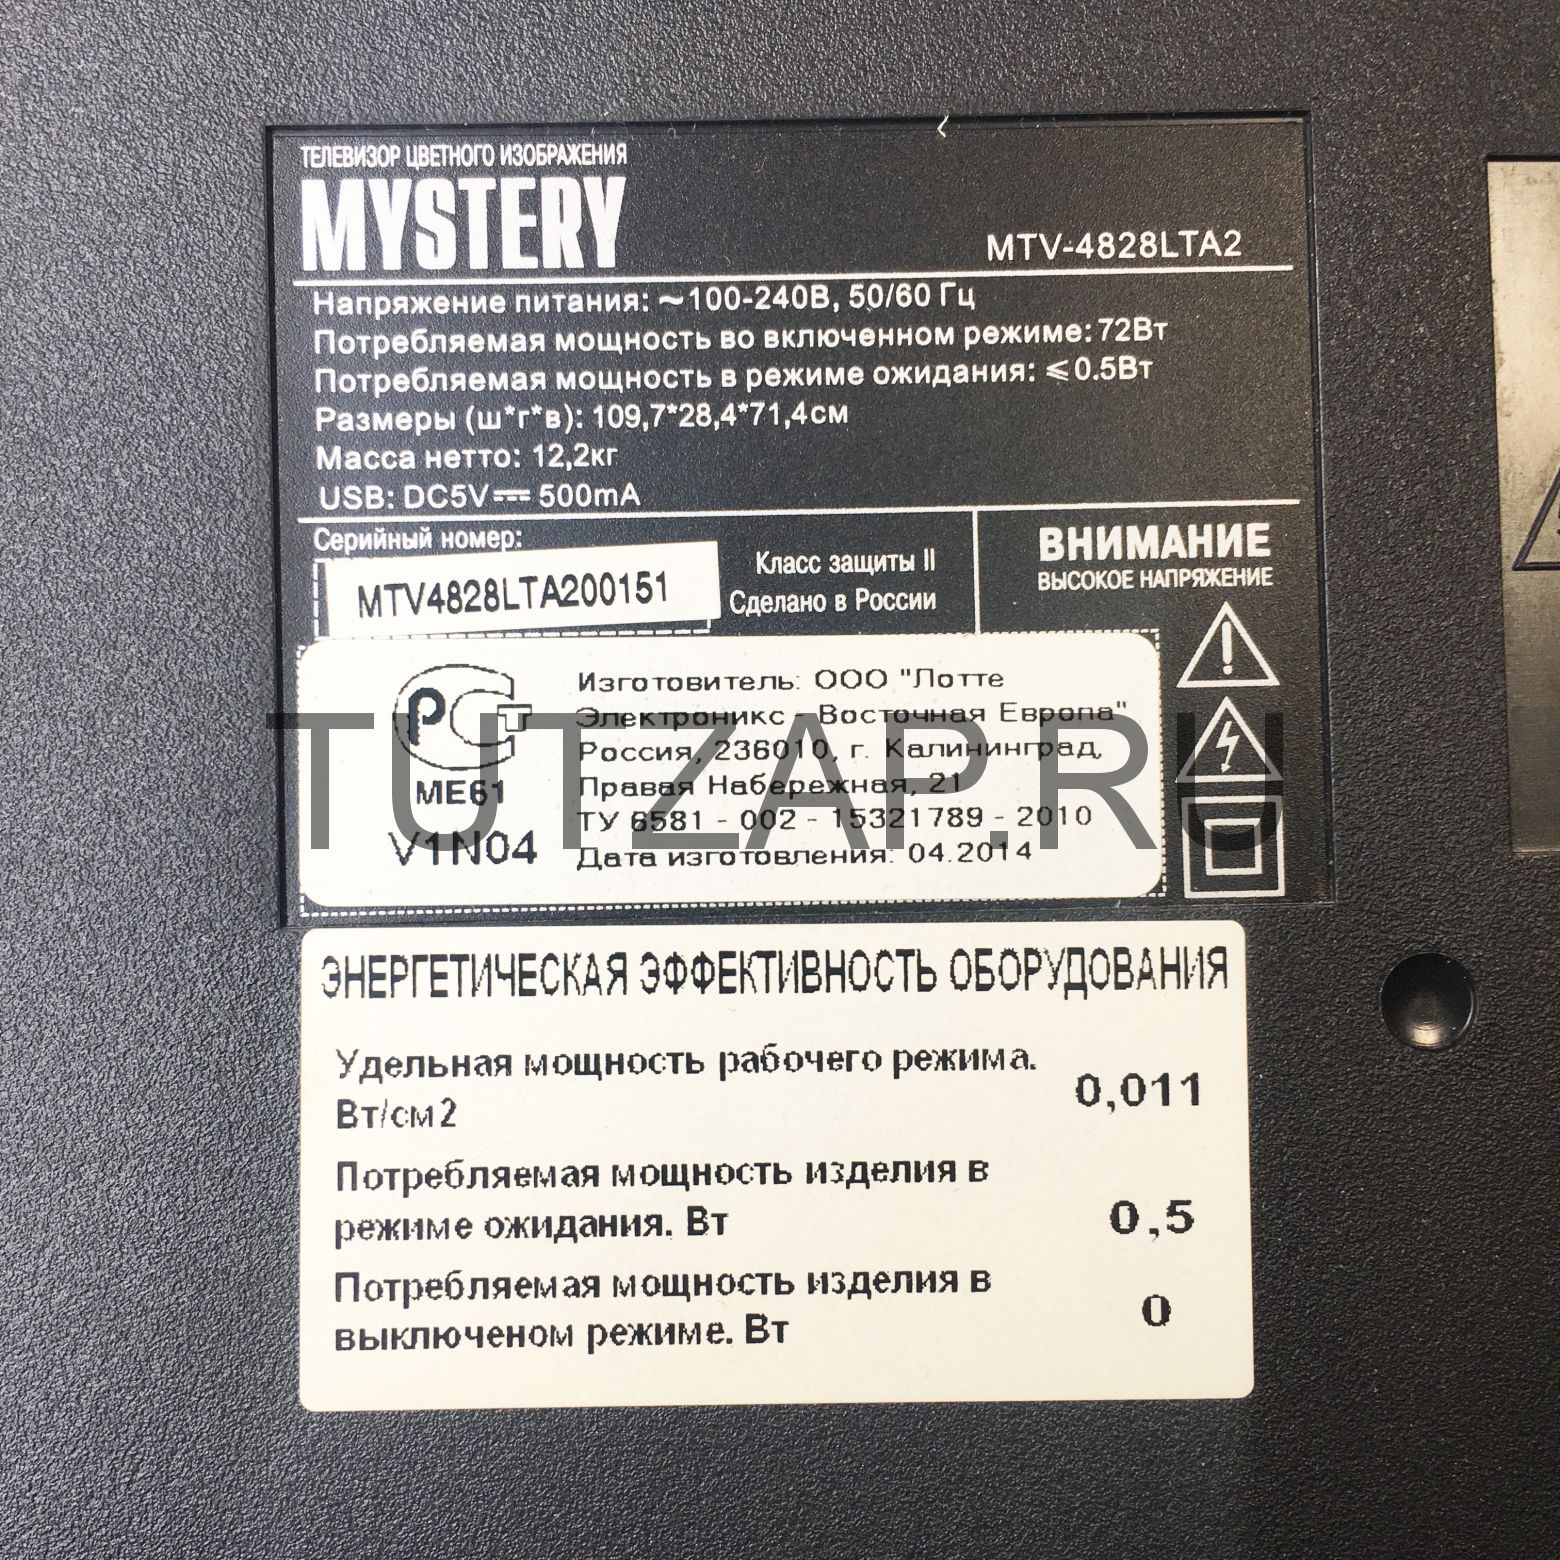 ТЕЛЕВИЗОР ЦВЕТНОГО ИЗОБРАЖЕНИЯ
MYSTERY
MTV-4828LTA2
Напряжение питания: ~100-240В, 50/60 Гц
Потребляемая мощность во включенном режиме: 72Вт
Потребляемая мощность в режиме ожидания: ⩽0.5Вт
Размеры (ш*г*в): 109,7*28,4*71,4см
Масса нетто: 12,2кг
USB: DC5V⎓500mA
Серийный номер:
MTV4828LTA200151
Класс защиты II
Сделано в России
ВНИМАНИЕ
ВЫСОКОЕ НАПРЯЖЕНИЕ
РСТ
МЕ61
V1N04
Изготовитель: ООО "Лотте
Электроникс - Восточная Европа"
Россия, 236010, г. Калининград,
Правая Набережная, 21
ТУ 6581 - 002 - 15321789 - 2010
Дата изготовления: 04.2014
TUTZAP.RU
ЭНЕРГЕТИЧЕСКАЯ ЭФФЕКТИВНОСТЬ ОБОРУДОВАНИЯ
Удельная мощность рабочего режима.
Вт/см2
0,011
Потребляемая мощность изделия в
режиме ожидания. Вт
0,5
Потребляемая мощность изделия в
выключеном режиме. Вт
0